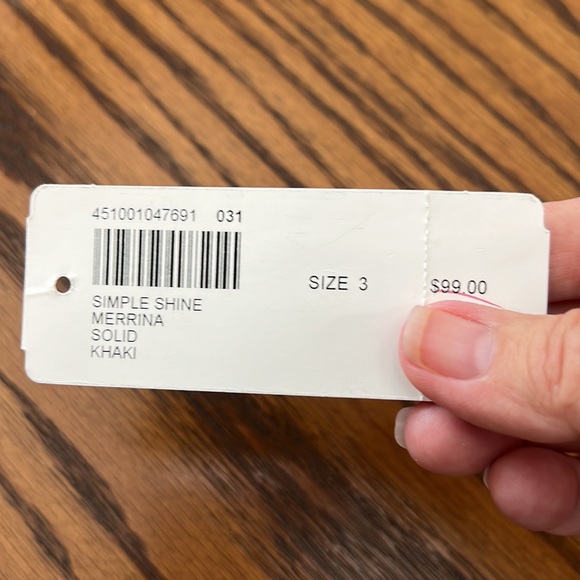 451001047691 031
SIMPLE SHINE
MERRINA
SOLID
KHAKI
SIZE 3
$99.00